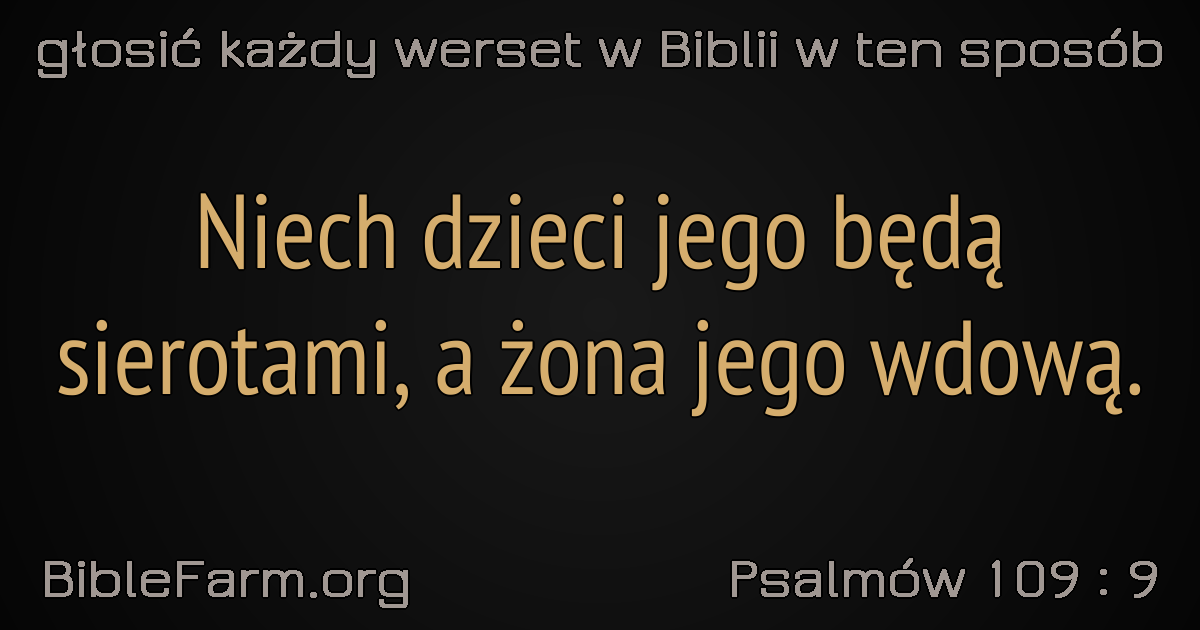 głosić każdy werset w Biblii w ten sposób
Niech dzieci jego będą
sierotami, a żona jego wdową.
BibleFarm.org
Psalmów 109 : 9